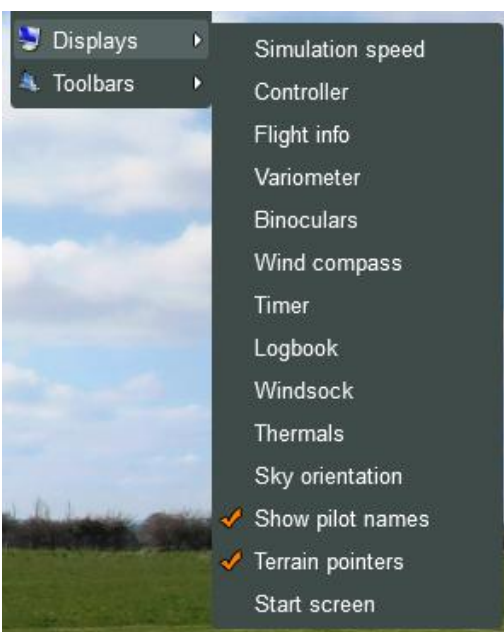 Displays
Toolbars
Simulation speed
Controller
Flight info
Variometer
Binoculars
Wind compass
Timer
Logbook
Windsock
Thermals
Sky orientation
Show pilot names
Terrain pointers
Start screen